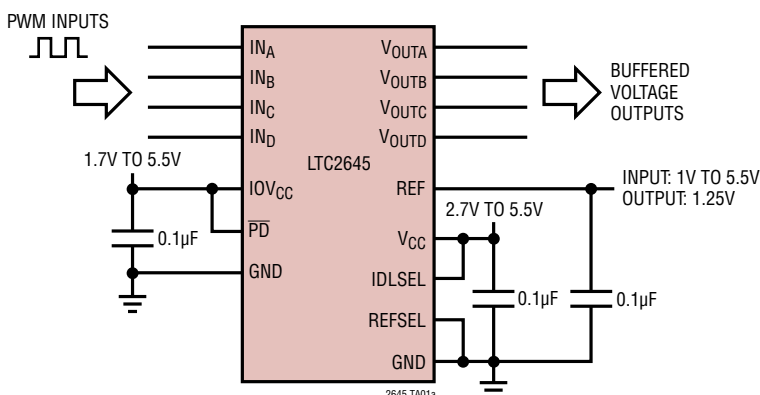 PWM INPUTS
IN_A
IN_B
IN_C
IN_D
1.7V TO 5.5V
IOV_CC
PD
0.1µF
GND
LTC2645
V_OUTA
V_OUTB
V_OUTC
V_OUTD
BUFFERED
VOLTAGE
OUTPUTS
REF
INPUT: 1V TO 5.5V
OUTPUT: 1.25V
2.7V TO 5.5V
V_CC
IDLSEL
0.1µF
0.1µF
REFSEL
GND
2645 TA01a